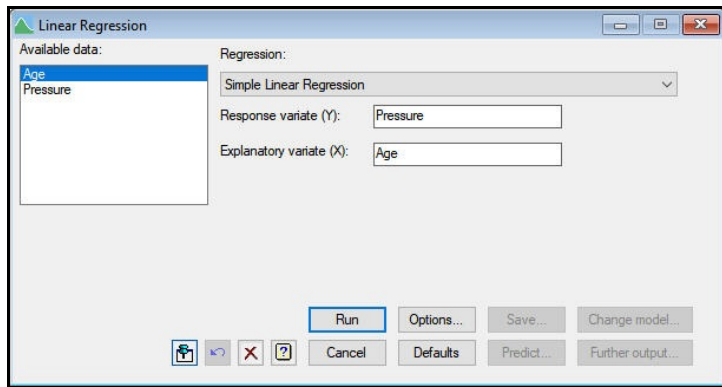 Linear Regression
Available data:
Age
Pressure
Regression:
Simple Linear Regression
Response variate (Y): Pressure
Explanatory variate (X): Age
Run Options... Save... Change model...
Cancel Defaults Predict... Further output...